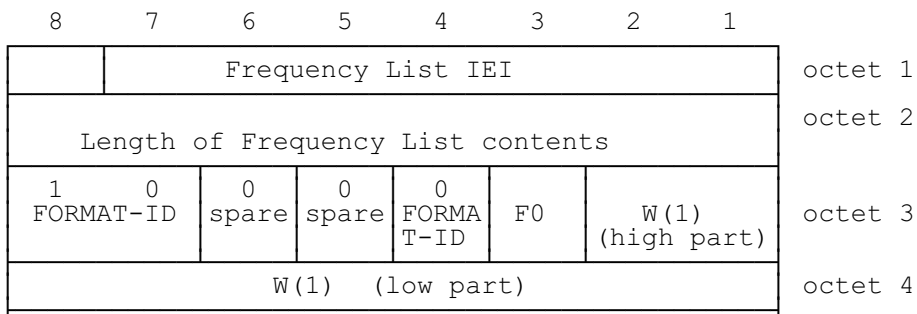 8 7 6 5 4 3 2 1
Frequency List IEI octet 1
octet 2
Length of Frequency List contents
1 0 0 0 0
FORMAT-ID spare spare FORMA F0 W(1) octet 3
T-ID (high part)
W(1) (low part) octet 4